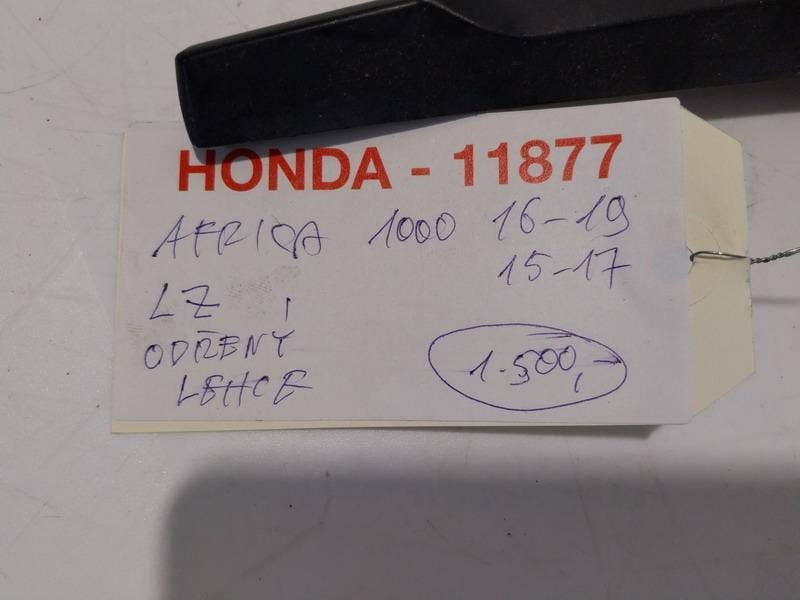 HONDA - 11877
AFRICA 1000 16-19
15-17
LZ
ODŘENÝ
LEHCE
1.500,-